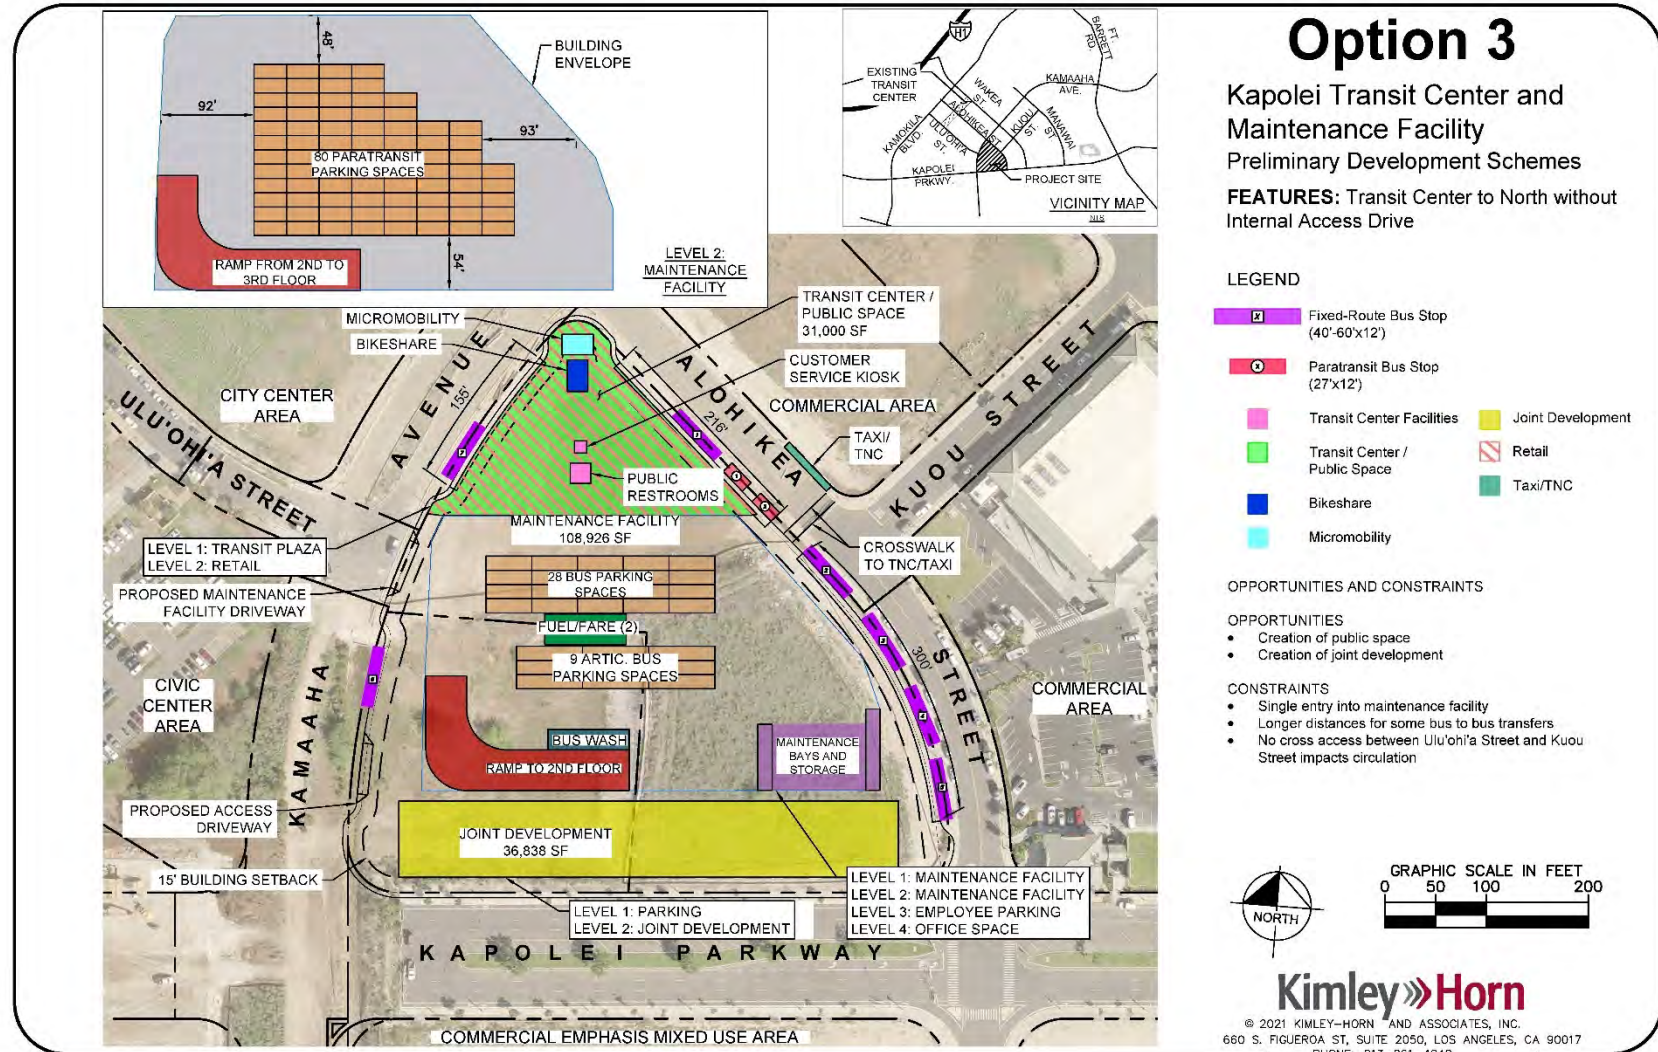 Option 3
Kapolei Transit Center and
Maintenance Facility
Preliminary Development Schemes
FEATURES: Transit Center to North without
Internal Access Drive
LEGEND
Fixed-Route Bus Stop
(40'-60'x12')
Paratransit Bus Stop
(27'x12')
Transit Center Facilities
Transit Center /
Public Space
Bikeshare
Micromobility
Joint Development
Retail
Taxi/TNC
OPPORTUNITIES AND CONSTRAINTS
OPPORTUNITIES
• Creation of public space
• Creation of joint development
CONSTRAINTS
• Single entry into maintenance facility
• Longer distances for some bus to bus transfers
• No cross access between Ulu'ohi'a Street and Kuou
Street impacts circulation
NORTH
GRAPHIC SCALE IN FEET
0 50 100 200
Kimley»Horn
© 2021 KIMLEY-HORN AND ASSOCIATES, INC.
660 S. FIGUEROA ST, SUITE 2050, LOS ANGELES, CA 90017
48'
BUILDING
ENVELOPE
92'
93'
80 PARATRANSIT
PARKING SPACES
54'
RAMP FROM 2ND TO
3RD FLOOR
LEVEL 2:
MAINTENANCE
FACILITY
H1
FT.
BARRETT
RD.
EXISTING
TRANSIT
CENTER
WAKEA
ST.
KAMAAHA
AVE.
ALOHIKEA ST.
KUOU
ST.
MANAWAI
ST.
KAMOKILA
BLVD.
ULU'OHI'A
ST.
KAPOLEI
PRKWY.
PROJECT SITE
VICINITY MAP
NTS
MICROMOBILITY
BIKESHARE
TRANSIT CENTER /
PUBLIC SPACE
31,000 SF
CUSTOMER
SERVICE KIOSK
CITY CENTER
AREA
ULU'OHI'A STREET
AVENUE
155'
216'
ALOHIKEA
COMMERCIAL AREA
KUOU STREET
TAXI/
TNC
PUBLIC
RESTROOMS
MAINTENANCE FACILITY
108,926 SF
LEVEL 1: TRANSIT PLAZA
LEVEL 2: RETAIL
CROSSWALK
TO TNC/TAXI
PROPOSED MAINTENANCE
FACILITY DRIVEWAY
28 BUS PARKING
SPACES
FUEL/FARE (2)
9 ARTIC. BUS
PARKING SPACES
300'
STREET
CIVIC
CENTER
AREA
KAMAAHA
COMMERCIAL
AREA
BUS WASH
RAMP TO 2ND FLOOR
MAINTENANCE
BAYS AND
STORAGE
PROPOSED ACCESS
DRIVEWAY
JOINT DEVELOPMENT
36,838 SF
15' BUILDING SETBACK
LEVEL 1: PARKING
LEVEL 2: JOINT DEVELOPMENT
LEVEL 1: MAINTENANCE FACILITY
LEVEL 2: MAINTENANCE FACILITY
LEVEL 3: EMPLOYEE PARKING
LEVEL 4: OFFICE SPACE
KAPOLEI PARKWAY
COMMERCIAL EMPHASIS MIXED USE AREA